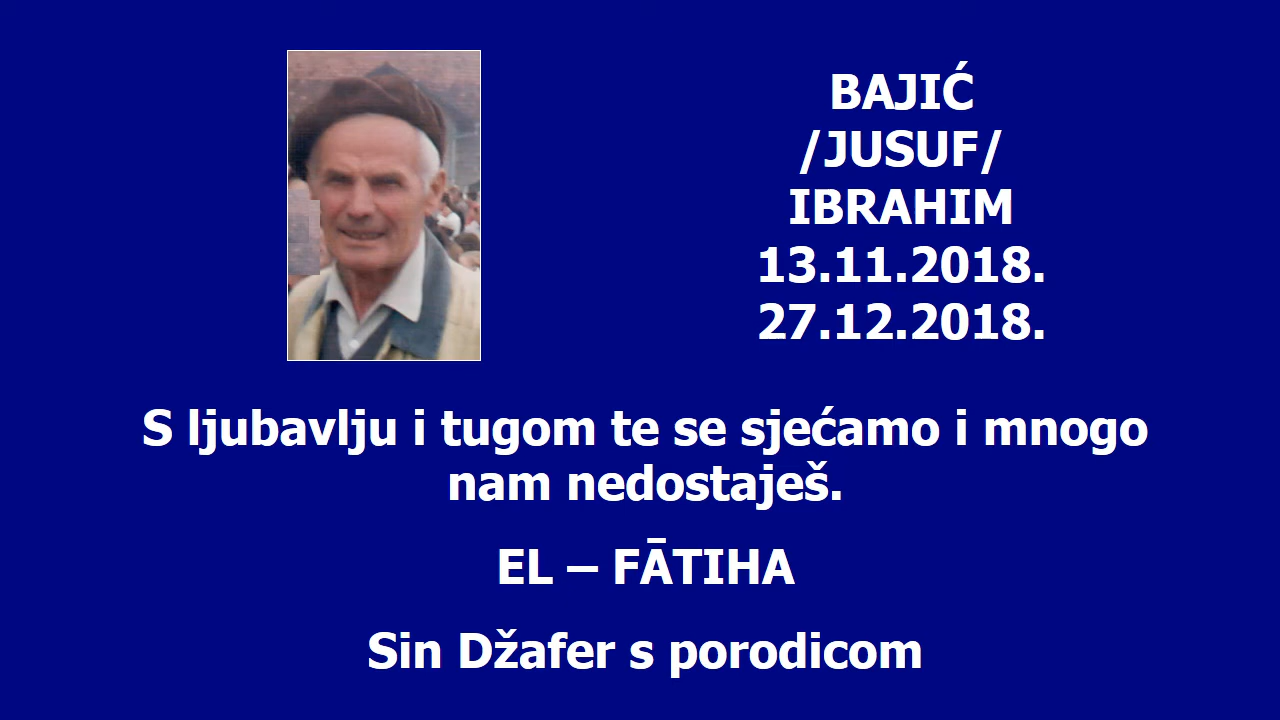 BAJIĆ
/JUSUF/
IBRAHIM
13.11.2018.
27.12.2018.
S ljubavlju i tugom te se sjećamo i mnogo
nam nedostaješ.
EL – FĀTIHA
Sin Džafer s porodicom